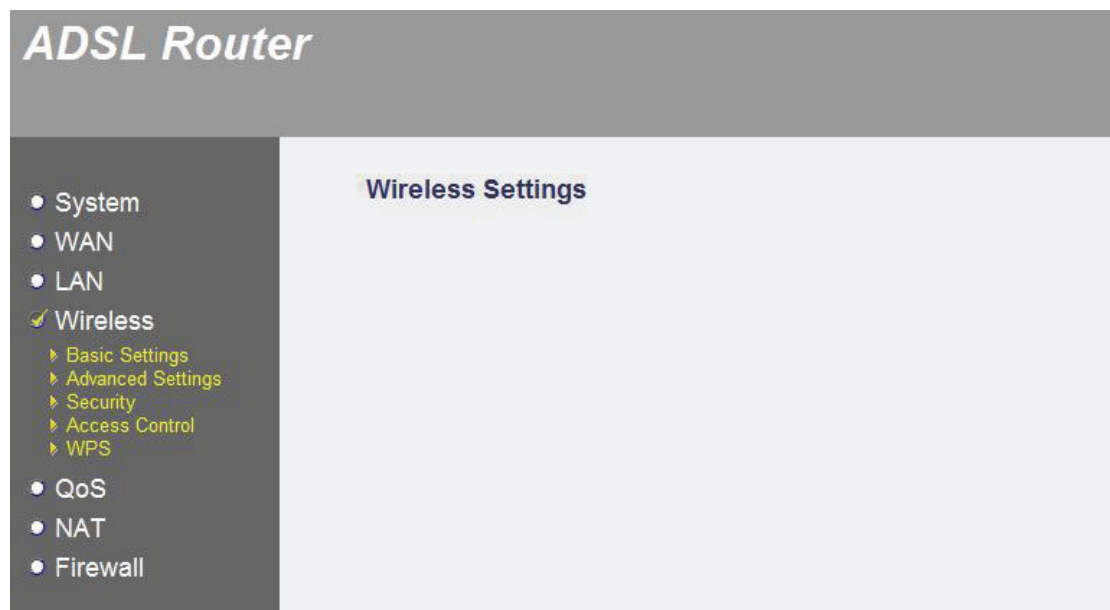 ADSL Router
System
WAN
LAN
Wireless
Basic Settings
Advanced Settings
Security
Access Control
WPS
QoS
NAT
Firewall
Wireless Settings